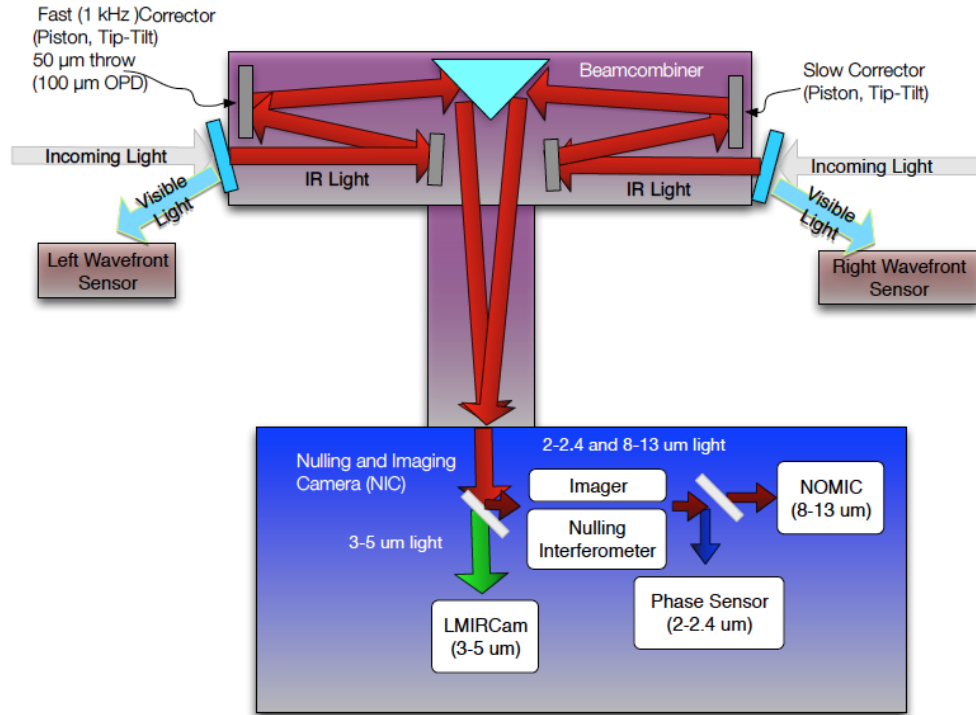 Fast (1 kHz )Corrector
(Piston, Tip-Tilt)
50 µm throw
(100 µm OPD)
Beamcombiner
Slow Corrector
(Piston, Tip-Tilt)
Incoming Light
IR Light
IR Light
Incoming Light
Visible
Light
Visible
Light
Left Wavefront
Sensor
Right Wavefront
Sensor
Nulling and Imaging
Camera (NIC)
2-2.4 and 8-13 um light
Imager
NOMIC
(8-13 um)
Nulling
Interferometer
3-5 um light
LMIRCam
(3-5 um)
Phase Sensor
(2-2.4 um)